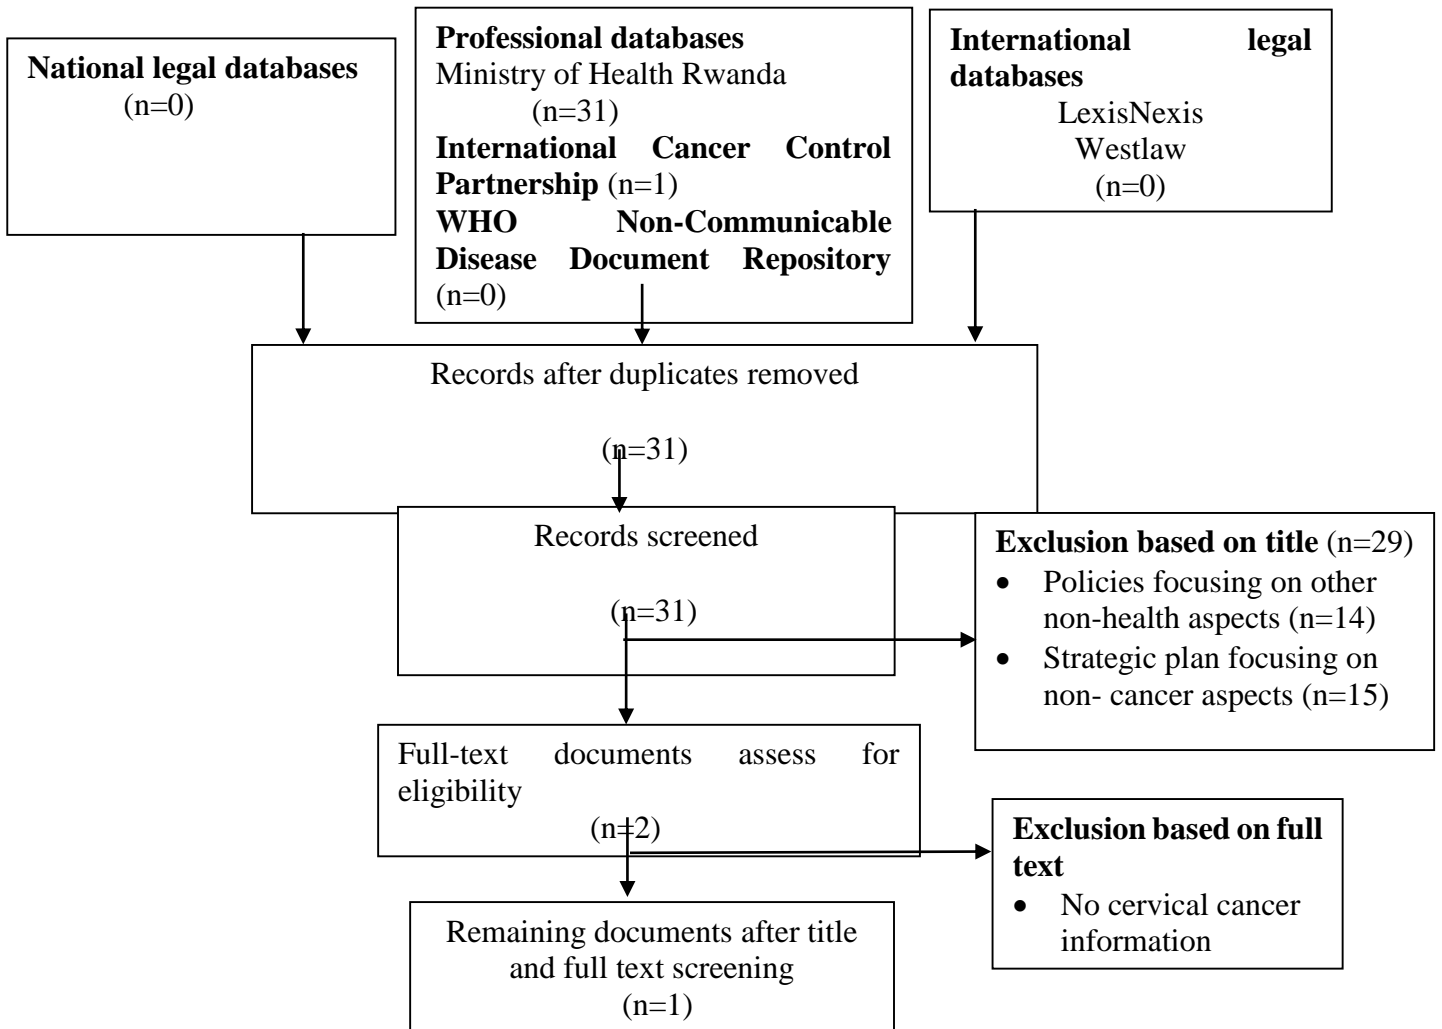 National legal databases
(n=0)
Professional databases
Ministry of Health Rwanda
(n=31)
International Cancer Control
Partnership (n=1)
WHO Non-Communicable
Disease Document Repository
(n=0)
International legal
databases
LexisNexis
Westlaw
(n=0)
Records after duplicates removed
(n=31)
Records screened
(n=31)
Exclusion based on title (n=29)
• Policies focusing on other
non-health aspects (n=14)
• Strategic plan focusing on
non- cancer aspects (n=15)
Full-text documents assess for
eligibility
(n=2)
Exclusion based on full
text
• No cervical cancer
information
Remaining documents after title
and full text screening
(n=1)